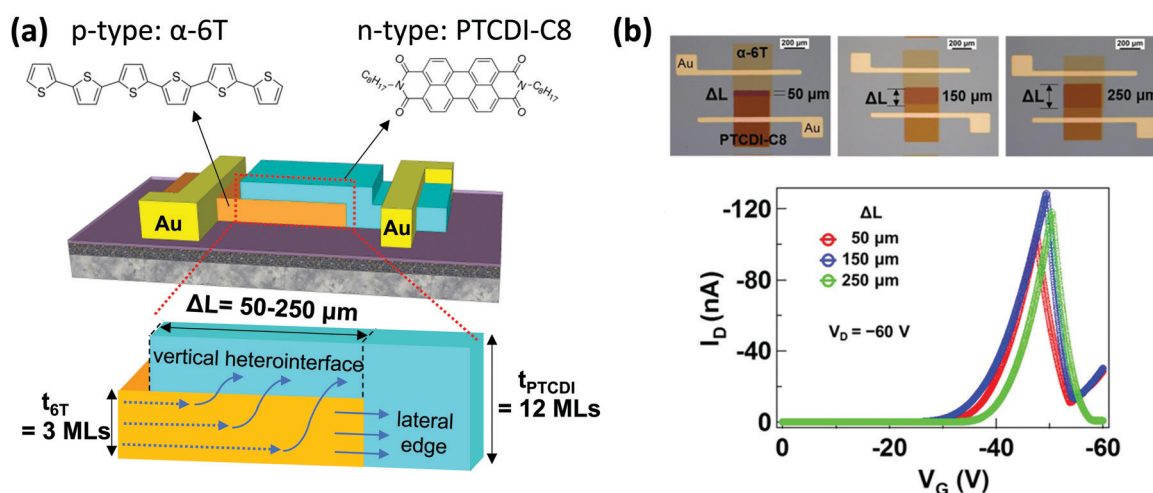 (a)
p-type: α-6T
n-type: PTCDI-C8
S
S
S
S
S
S
C₈H₁₇
O
O
N
N
O
O
C₈H₁₇
Au
Au
ΔL= 50-250 µm
vertical heterointerface
t6T
= 3 MLs
lateral
edge
tPTCDI
= 12 MLs
(b)
Au
α-6T
200 µm
ΔL
50 µm
PTCDI-C8
Au
200 µm
ΔL
150 µm
200 µm
ΔL
250 µm
-120
-80
-40
0
ID (nA)
ΔL
50 µm
150 µm
250 µm
VD = −60 V
0
-20
-40
-60
VG (V)